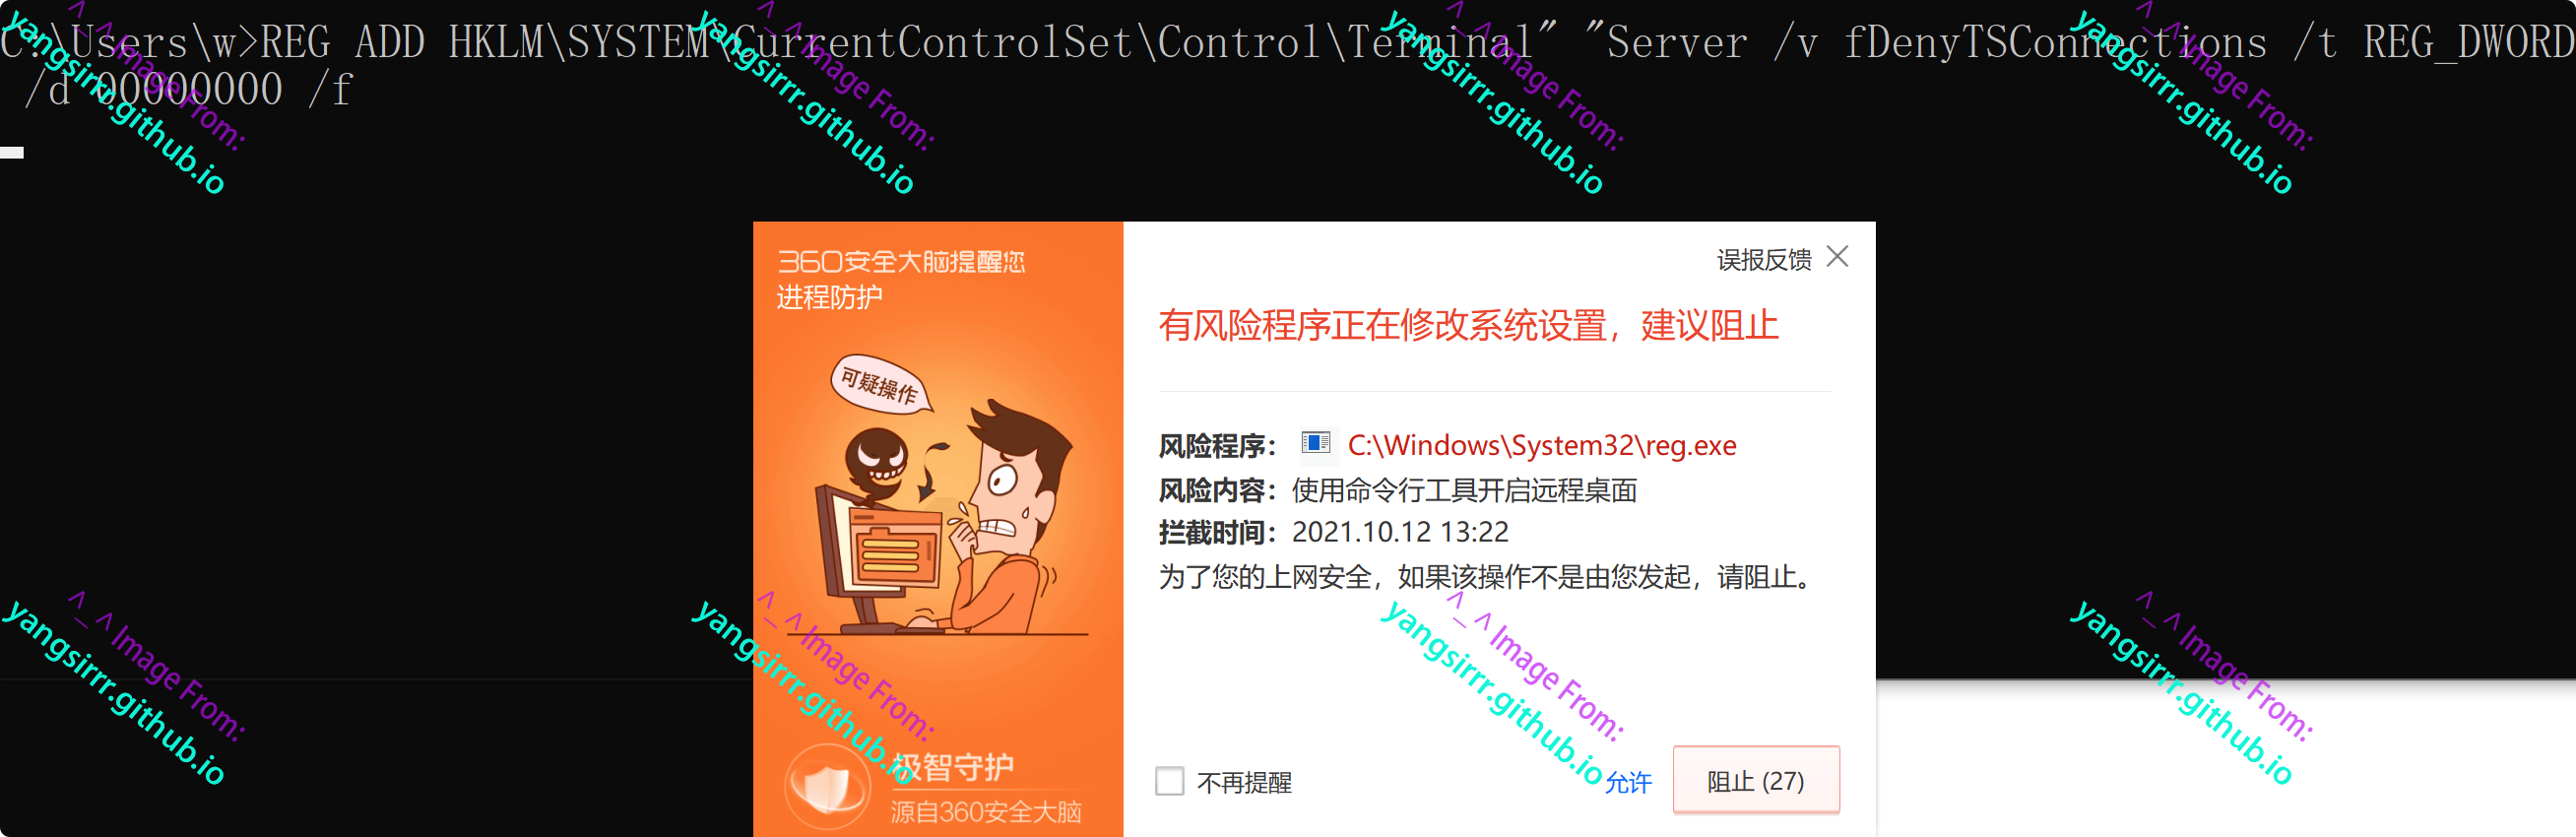 C:\Users\w>REG ADD HKLM\SYSTEM\CurrentControlSet\Control\Terminal" "Server /v fDenyTSConnections /t REG_DWORD
/d 00000000 /f
^_^ Image From:
yangsirrr.github.io
^_^ Image From:
yangsirrr.github.io
^_^ Image From:
yangsirrr.github.io
^_^ Image From:
yangsirrr.github.io
360安全大脑提醒您
进程防护
可疑操作
误报反馈
有风险程序正在修改系统设置，建议阻止
风险程序： C:\Windows\System32\reg.exe
风险内容：使用命令行工具开启远程桌面
拦截时间：2021.10.12 13:22
为了您的上网安全，如果该操作不是由您发起，请阻止。
^_^ Image From:
yangsirrr.github.io
^_^ Image From:
yangsirrr.github.io
^_^ Image From:
yangsirrr.github.io
^_^ Image From:
yangsirrr.github.io
极智守护
源自360安全大脑
不再提醒
允许
阻止 (27)